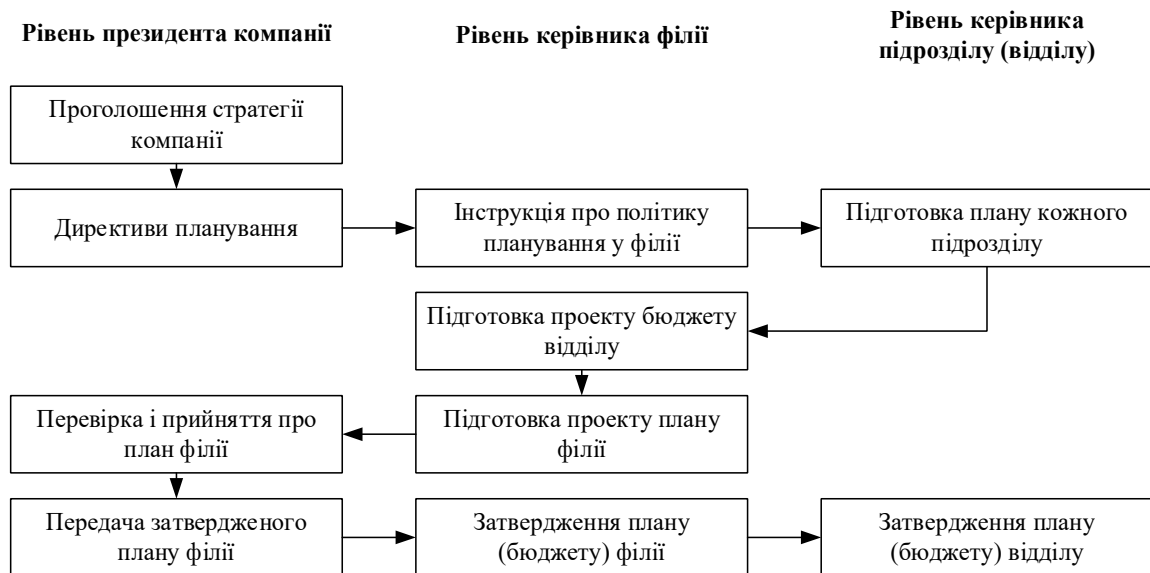 Рівень президента компанії
Рівень керівника філії
Рівень керівника
підрозділу (відділу)
Проголошення стратегії
компанії
Директиви планування
Інструкція про політику
планування у філії
Підготовка плану кожного
підрозділу
Підготовка проекту бюджету
відділу
Перевірка і прийняття про
план філії
Підготовка проекту плану
філії
Передача затвердженого
плану філії
Затвердження плану
(бюджету) філії
Затвердження плану
(бюджету) відділу